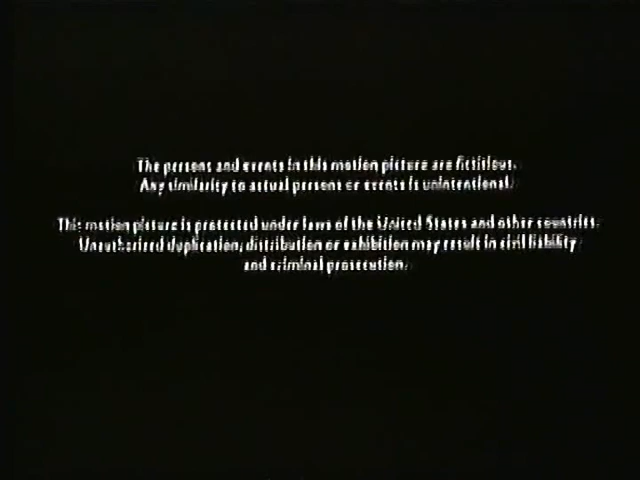 The persons and events in this motion picture are fictitious.
Any similarity to actual persons or events is unintentional.
This motion picture is protected under laws of the United States and other countries.
Unauthorized duplication, distribution or exhibition may result in civil liability
and criminal prosecution.